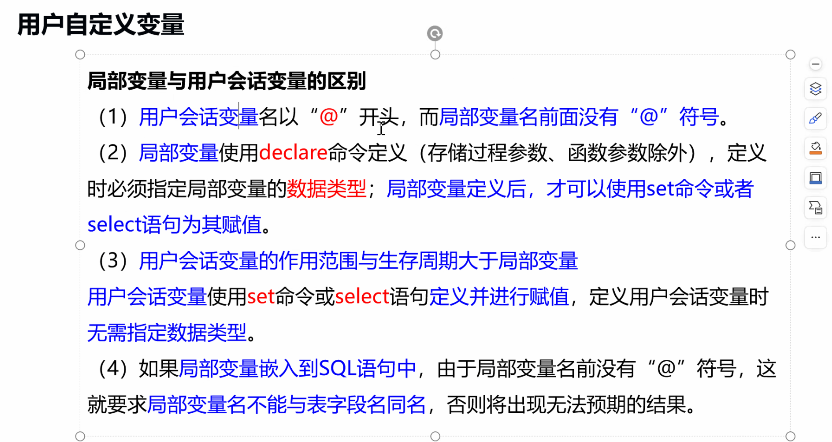 用户自定义变量
局部变量与用户会话变量的区别
（1）用户会话变量名以“@”开头，而局部变量名前面没有“@”符号。
（2）局部变量使用declare命令定义（存储过程参数、函数参数除外），定义
时必须指定局部变量的数据类型；局部变量定义后，才可以使用set命令或者
select语句为其赋值。
（3）用户会话变量的作用范围与生存周期大于局部变量
用户会话变量使用set命令或select语句定义并进行赋值，定义用户会话变量时
无需指定数据类型。
（4）如果局部变量嵌入到SQL语句中，由于局部变量名前没有“@”符号，这
就要求局部变量名不能与表字段名同名，否则将出现无法预期的结果。